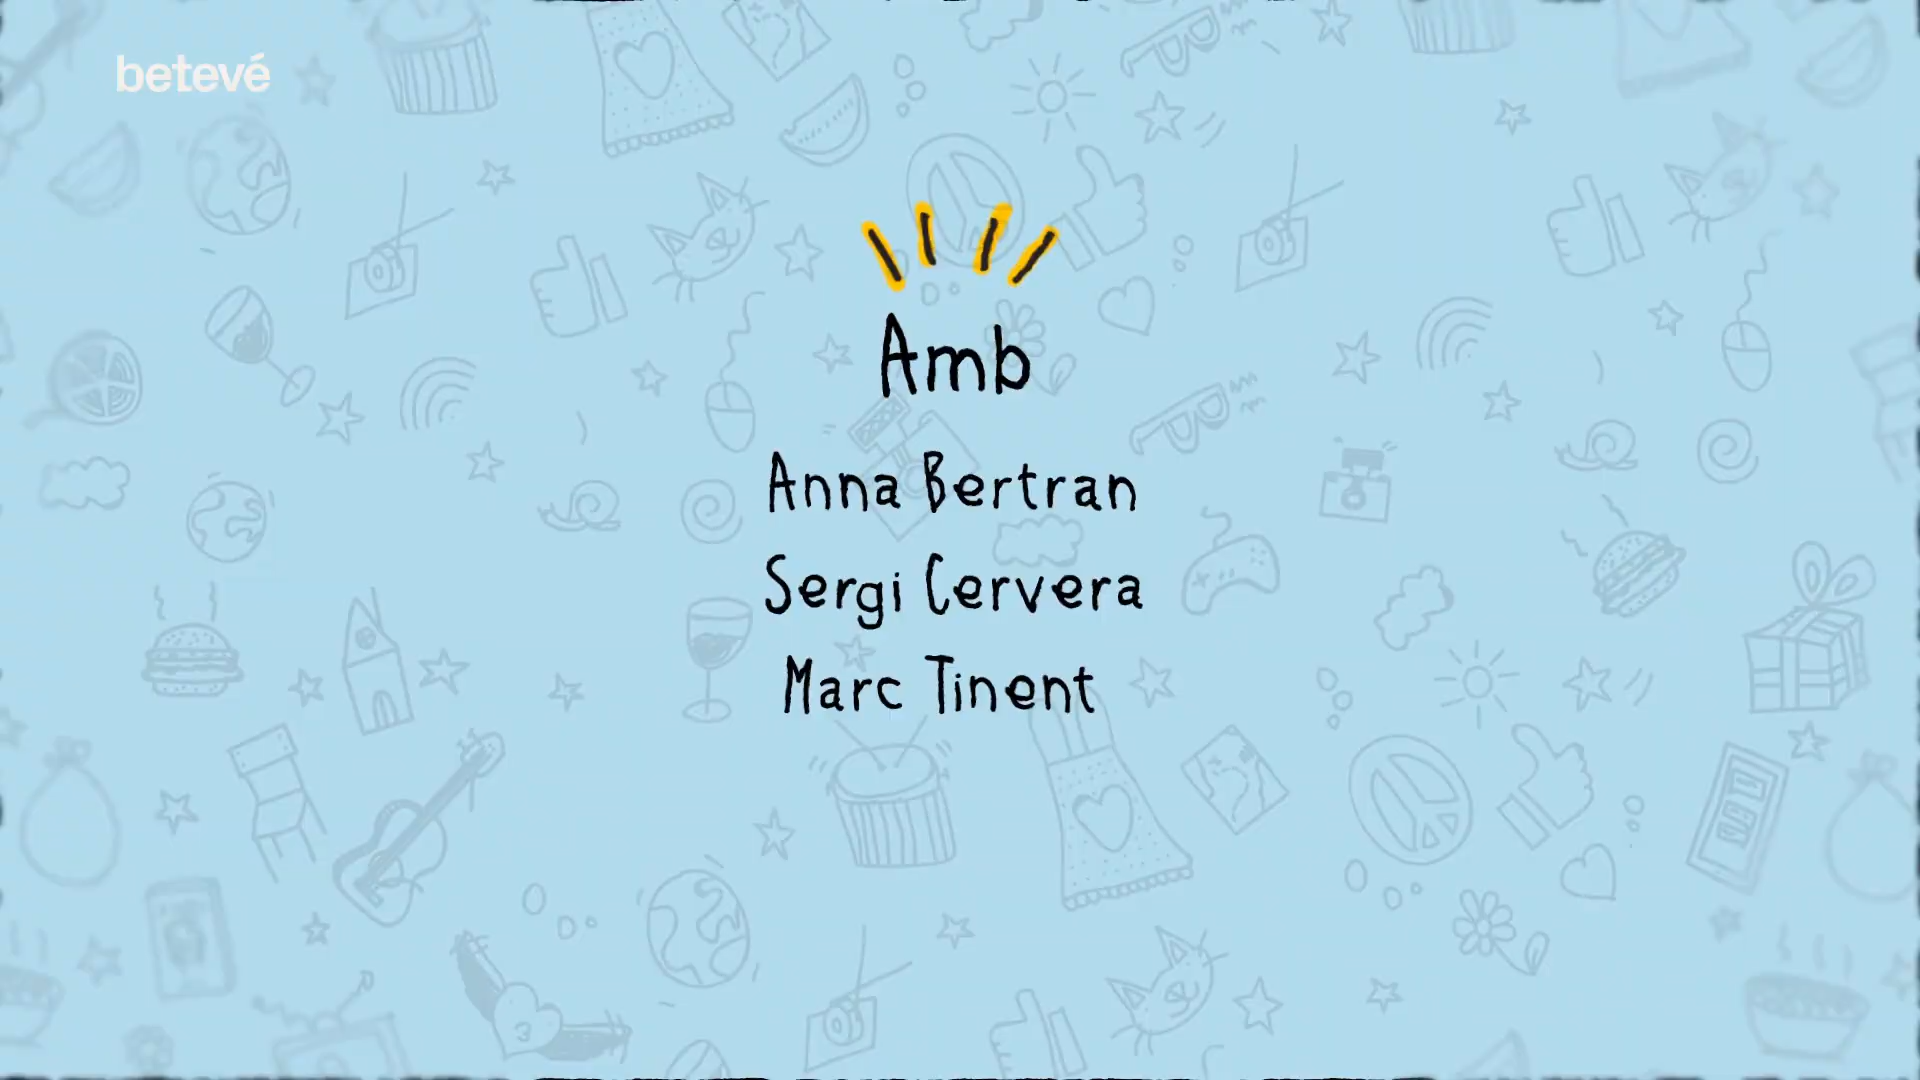 betevé
Amb
Anna Bertran
Sergi Cervera
Marc Tinent